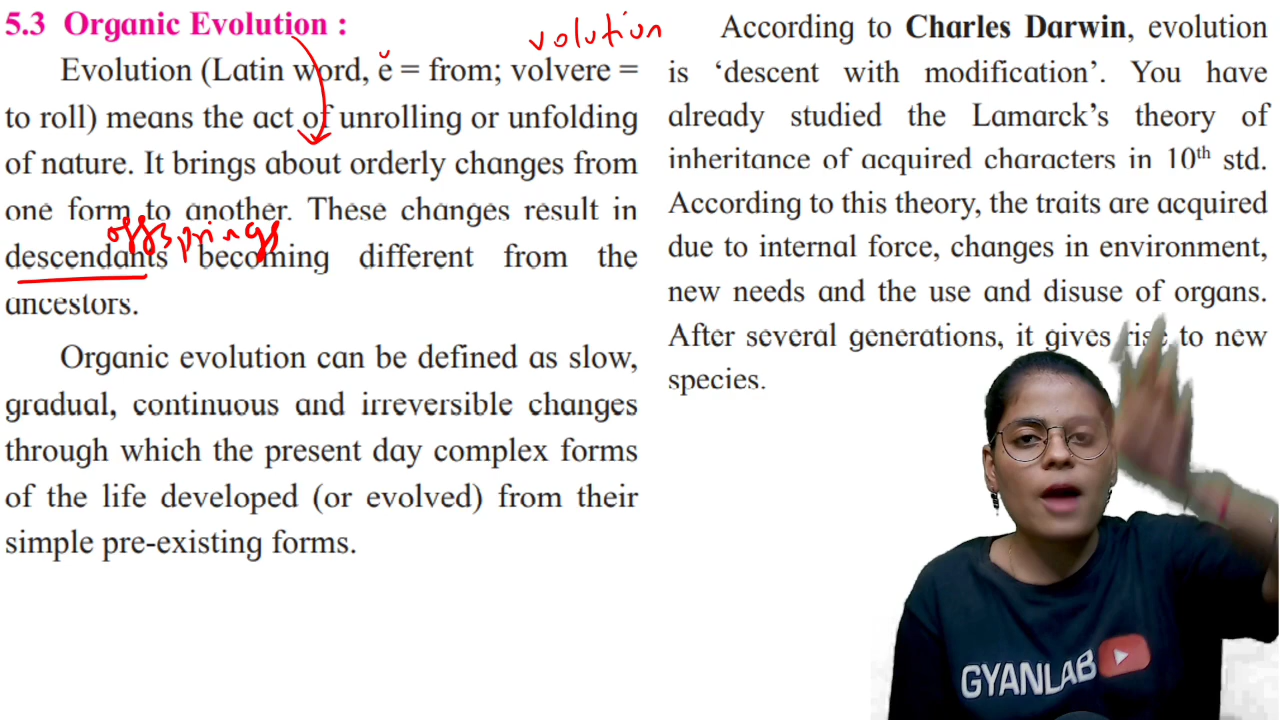 5.3 Organic Evolution :
volution
Evolution (Latin word, ĕ = from; volvere =
to roll) means the act of unrolling or unfolding
of nature. It brings about orderly changes from
one form to another. These changes result in
offsprings
descendants becoming different from the
ancestors.
Organic evolution can be defined as slow,
gradual, continuous and irreversible changes
through which the present day complex forms
of the life developed (or evolved) from their
simple pre-existing forms.
According to Charles Darwin, evolution
is ‘descent with modification’. You have
already studied the Lamarck’s theory of
inheritance of acquired characters in 10th std.
According to this theory, the traits are acquired
due to internal force, changes in environment,
new needs and the use and disuse of organs.
After several generations, it gives rise to new
species.
GYANLAB